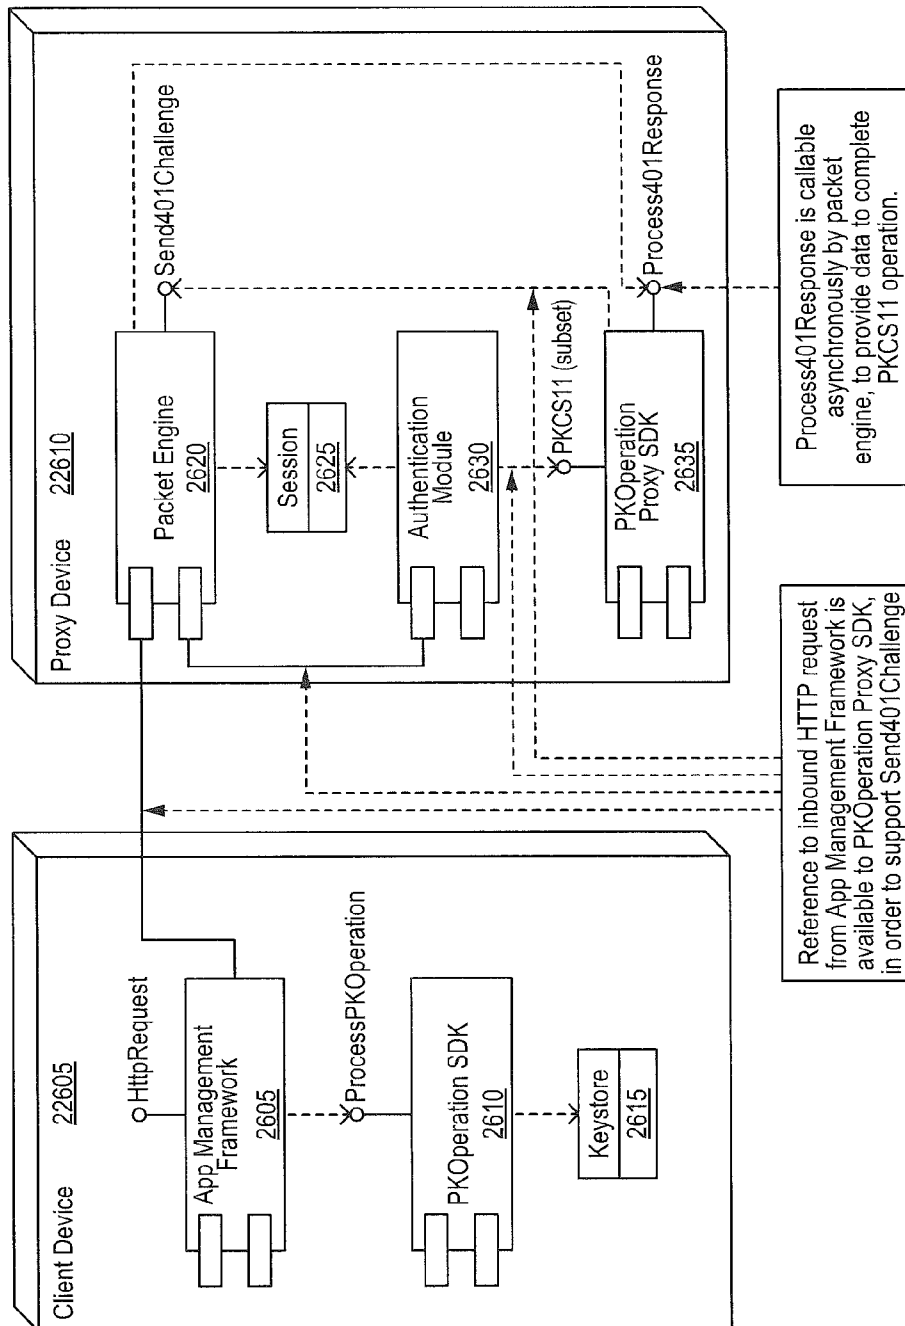 Client Device
22605
HttpRequest
App Management
Framework
2605
ProcessPKOperation
PKOperation SDK
2610
Keystore
2615
Proxy Device
22610
Packet Engine
2620
Send401Challenge
Session
2625
Authentication
Module
2630
PKCS11 (subset)
PKOperation
Proxy SDK
2635
Process401Response
Reference to inbound HTTP request
from App Management Framework is
available to PKOperation Proxy SDK,
in order to support Send401Challenge
Process401Response is callable
asynchronously by packet
engine, to provide data to complete
PKCS11 operation.